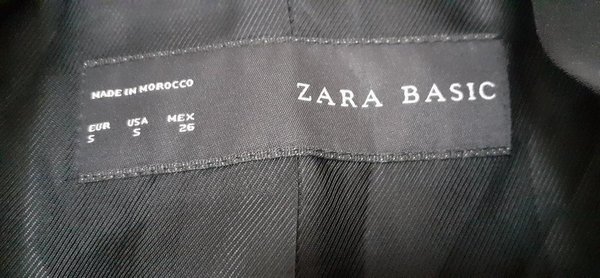 MADE IN MOROCCO
ZARA BASIC
EUR USA MEX
S S 26